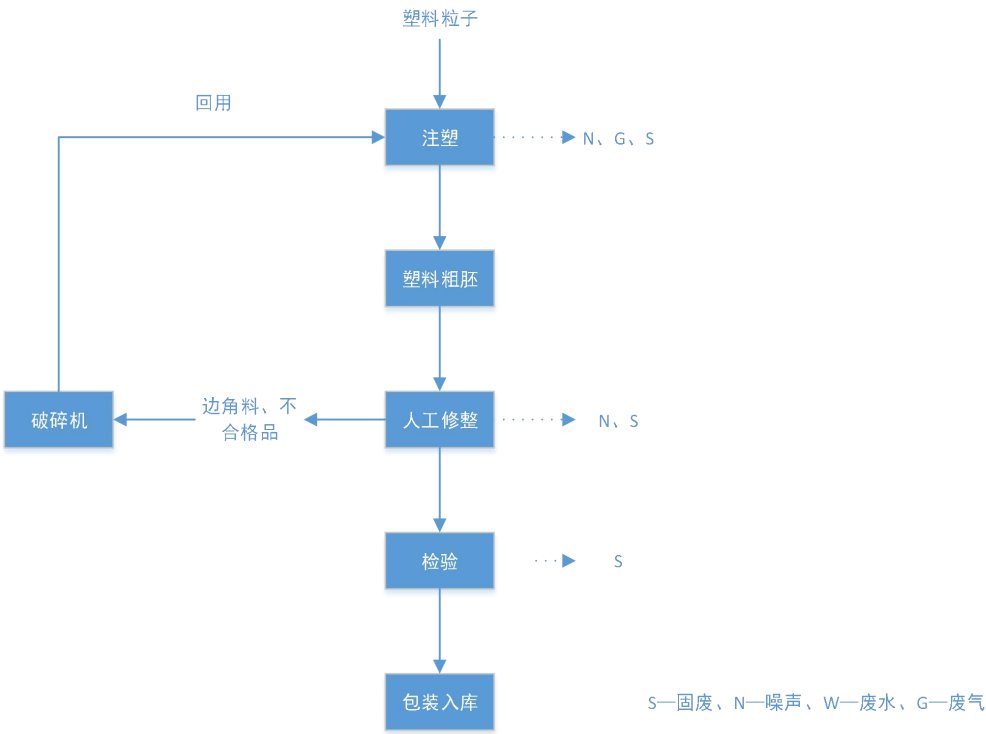 塑料粒子
回用
注塑
N、G、S
塑料粗胚
破碎机
边角料、不
合格品
人工修整
N、S
检验
S
包装入库
S—固废、N—噪声、W—废水、G—废气